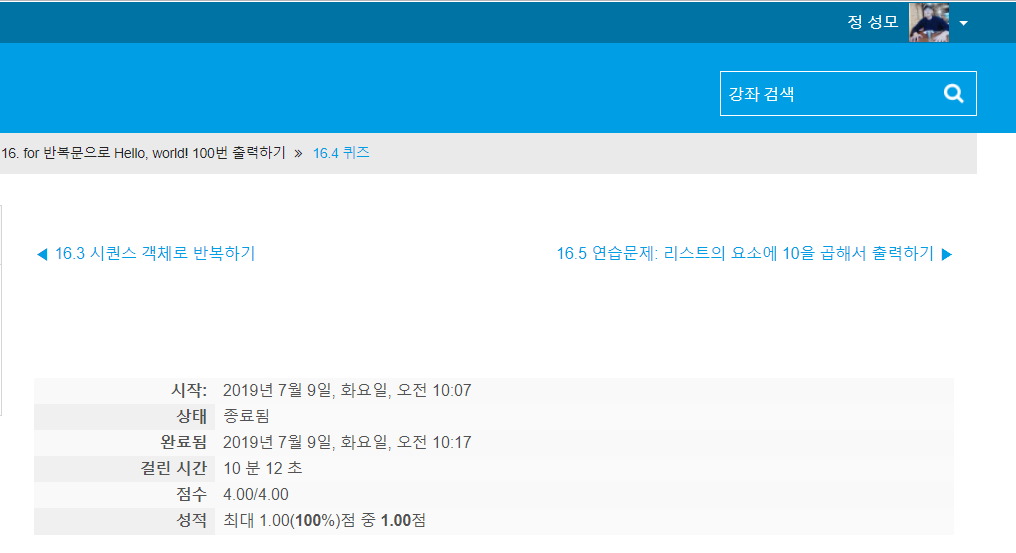 정 성모
강좌 검색
16. for 반복문으로 Hello, world! 100번 출력하기 » 16.4 퀴즈
◀ 16.3 시퀀스 객체로 반복하기
16.5 연습문제: 리스트의 요소에 10을 곱해서 출력하기 ▶
시작: 2019년 7월 9일, 화요일, 오전 10:07
상태 종료됨
완료됨 2019년 7월 9일, 화요일, 오전 10:17
걸린 시간 10 분 12 초
점수 4.00/4.00
성적 최대 1.00(100%)점 중 1.00점